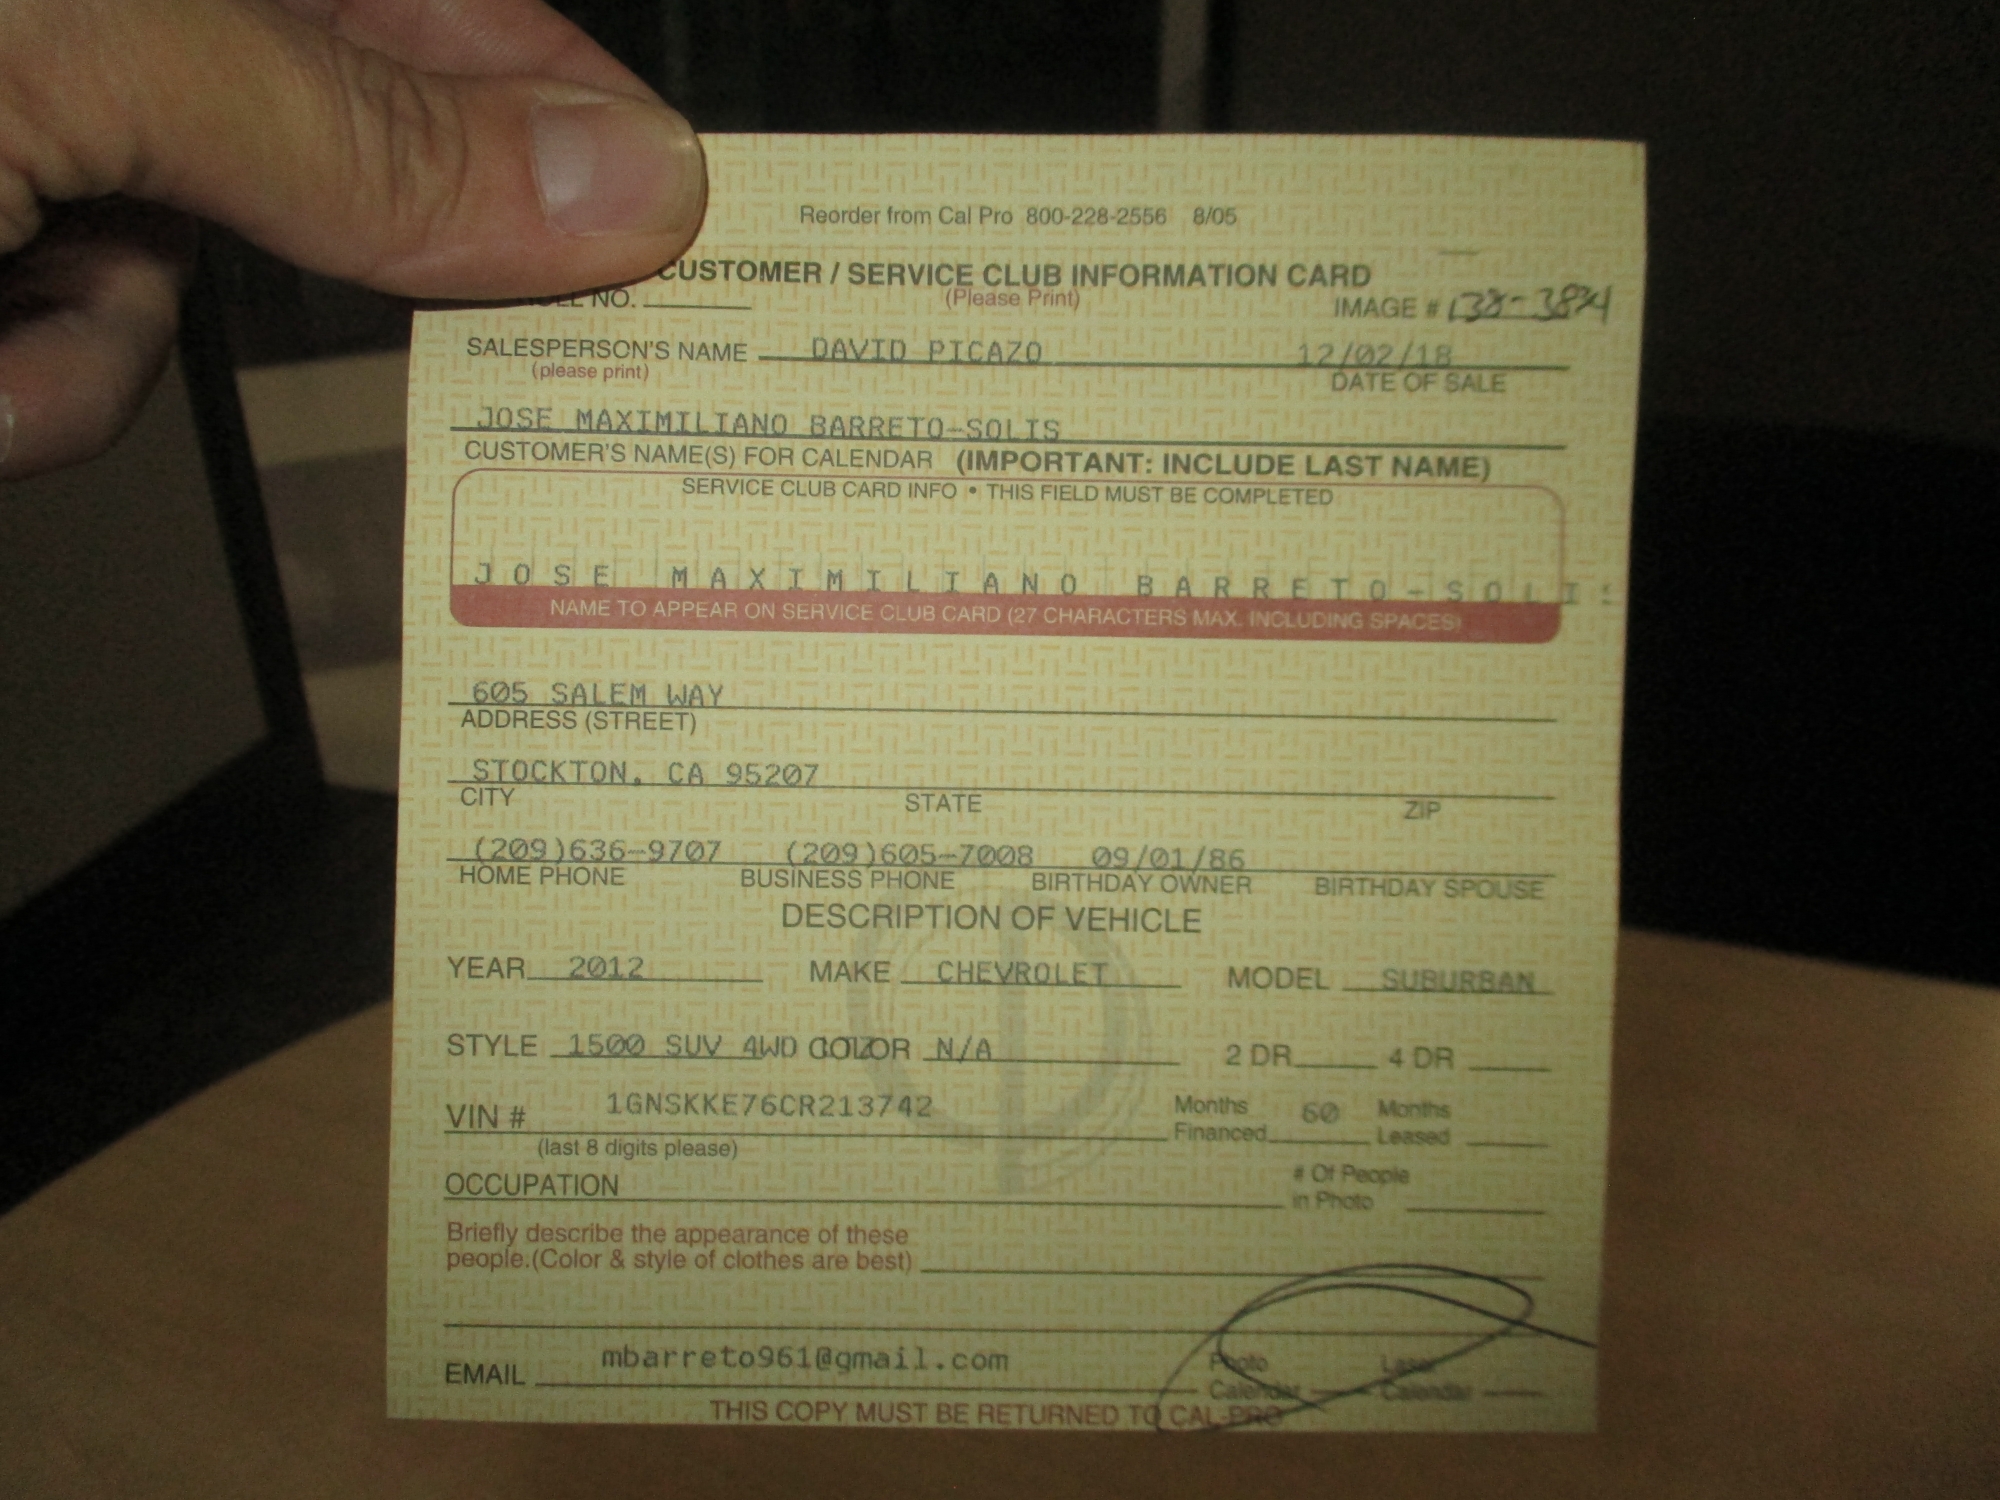 Reorder from Cal Pro 800-228-2556 8/05
CUSTOMER / SERVICE CLUB INFORMATION CARD
NO. (Please Print) IMAGE # 138-3834
SALESPERSON'S NAME DAVID PICAZO 12/02/18
(please print) DATE OF SALE
JOSE MAXIMILIANO BARRETO-SOLIS
CUSTOMER'S NAME(S) FOR CALENDAR (IMPORTANT: INCLUDE LAST NAME)
SERVICE CLUB CARD INFO • THIS FIELD MUST BE COMPLETED
JOSE MAXIMILIANO BARRETO-SOLIS
NAME TO APPEAR ON SERVICE CLUB CARD (27 CHARACTERS MAX. INCLUDING SPACES)
605 SALEM WAY
ADDRESS (STREET)
STOCKTON, CA 95207
CITY STATE ZIP
(209)636-9707 (209)605-7008 09/01/86
HOME PHONE BUSINESS PHONE BIRTHDAY OWNER BIRTHDAY SPOUSE
DESCRIPTION OF VEHICLE
YEAR 2012 MAKE CHEVROLET MODEL SUBURBAN
STYLE 1500 SUV 4WD COLOR N/A 2 DR 4 DR
VIN # 1GNSKKE76CR213742 Months Financed 60 Months Leased
(last 8 digits please)
OCCUPATION # Of People in Photo
Briefly describe the appearance of these
people.(Color & style of clothes are best)
EMAIL mbarreto961@gmail.com Photo Calendar Laser Calendar
THIS COPY MUST BE RETURNED TO CAL-PRO